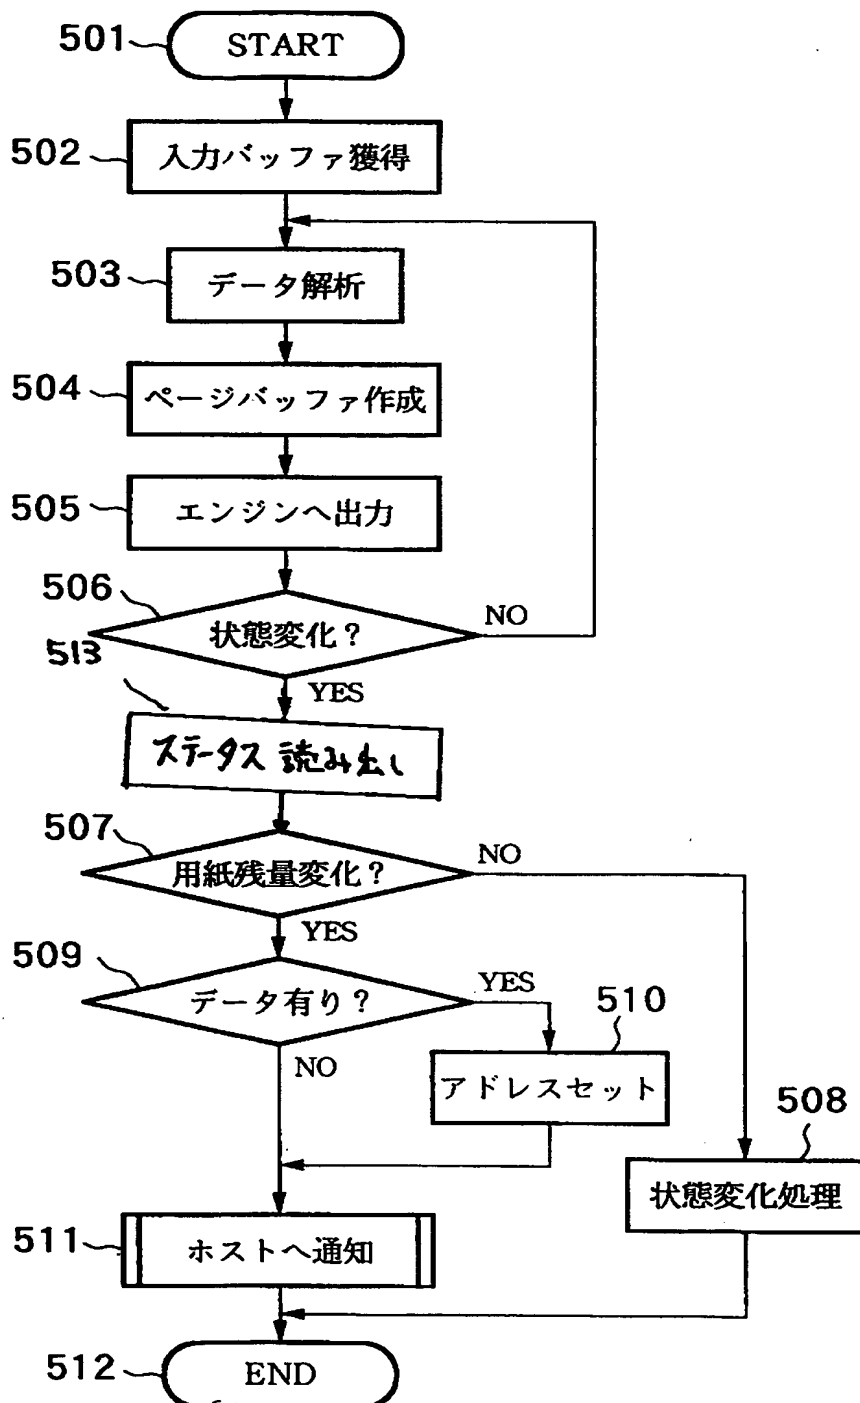 501
START
502
入力バッファ獲得
503
データ解析
504
ページバッファ作成
505
エンジンへ出力
506
状態変化？
NO
YES
513
ステータス 読み出し
507
用紙残量変化？
NO
YES
509
データ有り？
YES
NO
510
アドレスセット
508
状態変化処理
511
ホストへ通知
512
END